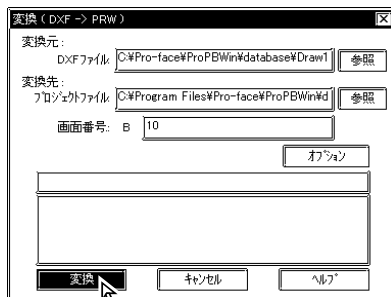 変換（DXF -> PRW）
変換元：
DXFファイル: C:¥Pro-face¥ProPBWin¥database¥Draw1 参照
変換先：
プロジェクトファイル: C:¥Program Files¥Pro-face¥ProPBWin¥d 参照
画面番号: B 10
オプション
変換 キャンセル ヘルプ